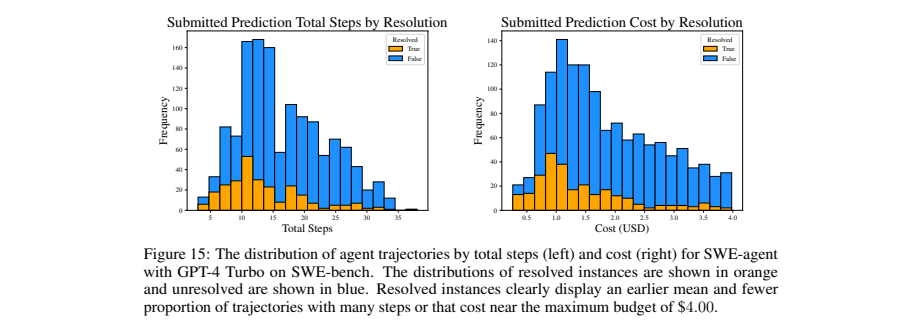 Submitted Prediction Total Steps by Resolution
Resolved
True
False
160
140
120
100
80
60
40
20
0
Frequency
5
10
15
20
25
30
35
Total Steps
Submitted Prediction Cost by Resolution
Resolved
True
False
140
120
100
80
60
40
20
0
Frequency
0.5
1.0
1.5
2.0
2.5
3.0
3.5
4.0
Cost (USD)
Figure 15: The distribution of agent trajectories by total steps (left) and cost (right) for SWE-agent
with GPT-4 Turbo on SWE-bench. The distributions of resolved instances are shown in orange
and unresolved are shown in blue. Resolved instances clearly display an earlier mean and fewer
proportion of trajectories with many steps or that cost near the maximum budget of $4.00.